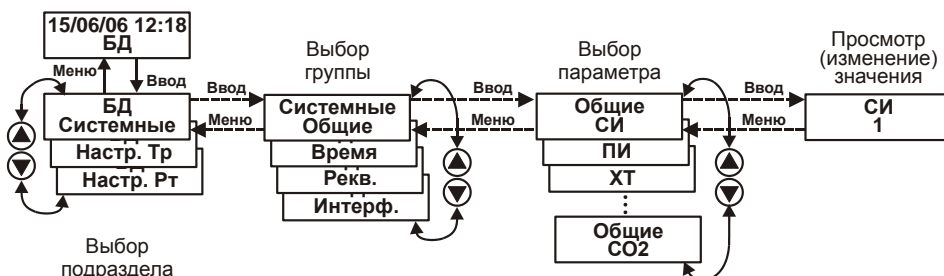 15/06/06 12:18
БД
Меню
Ввод
БД
Системные
Настр. Тр
Настр. Рт
Выбор
подраздела
Выбор
группы
Ввод
Меню
Системные
Общие
Время
Рекв.
Интерф.
Выбор
параметра
Ввод
Меню
Общие
СИ
ПИ
ХТ
Общие
СО2
Просмотр
(изменение)
значения
Ввод
Меню
СИ
1